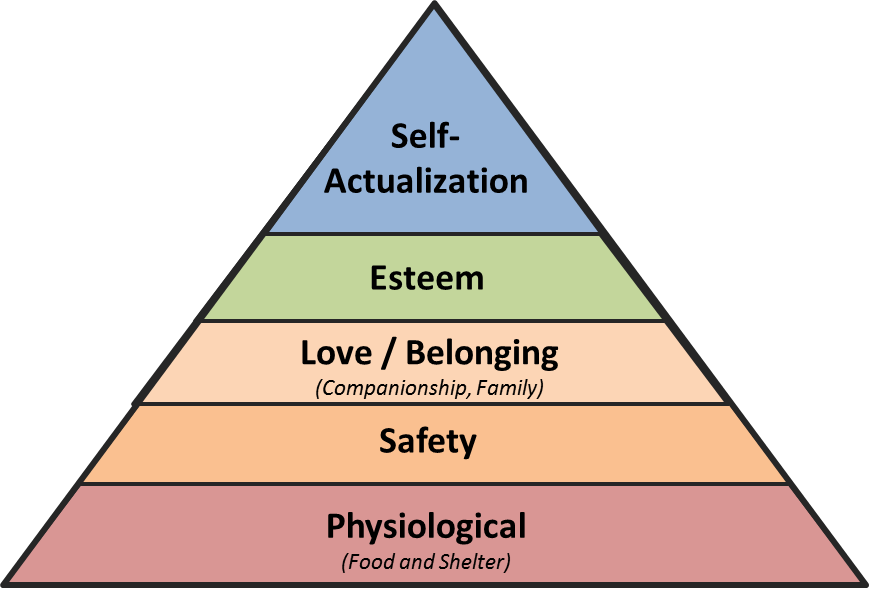 Self-
Actualization
Esteem
Love / Belonging
(Companionship, Family)
Safety
Physiological
(Food and Shelter)